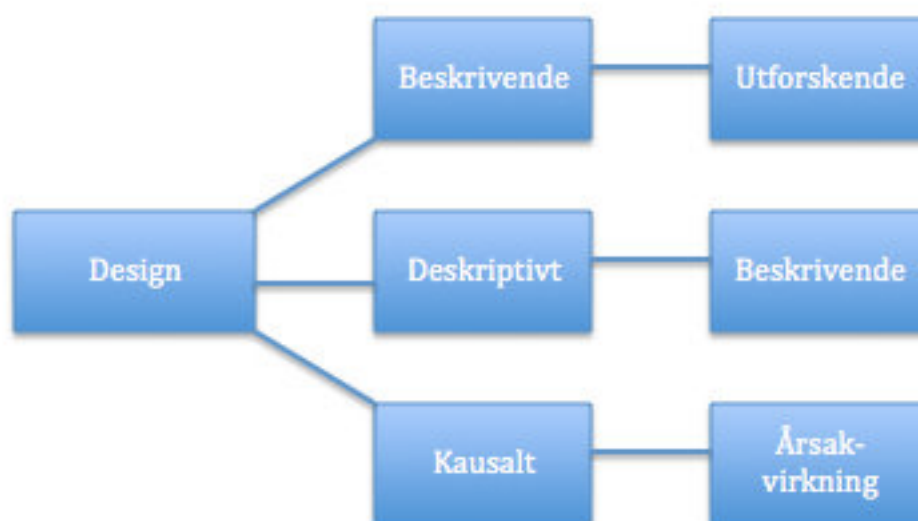 Beskrivende
Utforskende
Design
Deskriptivt
Beskrivende
Kausalt
Årsak-
virkning